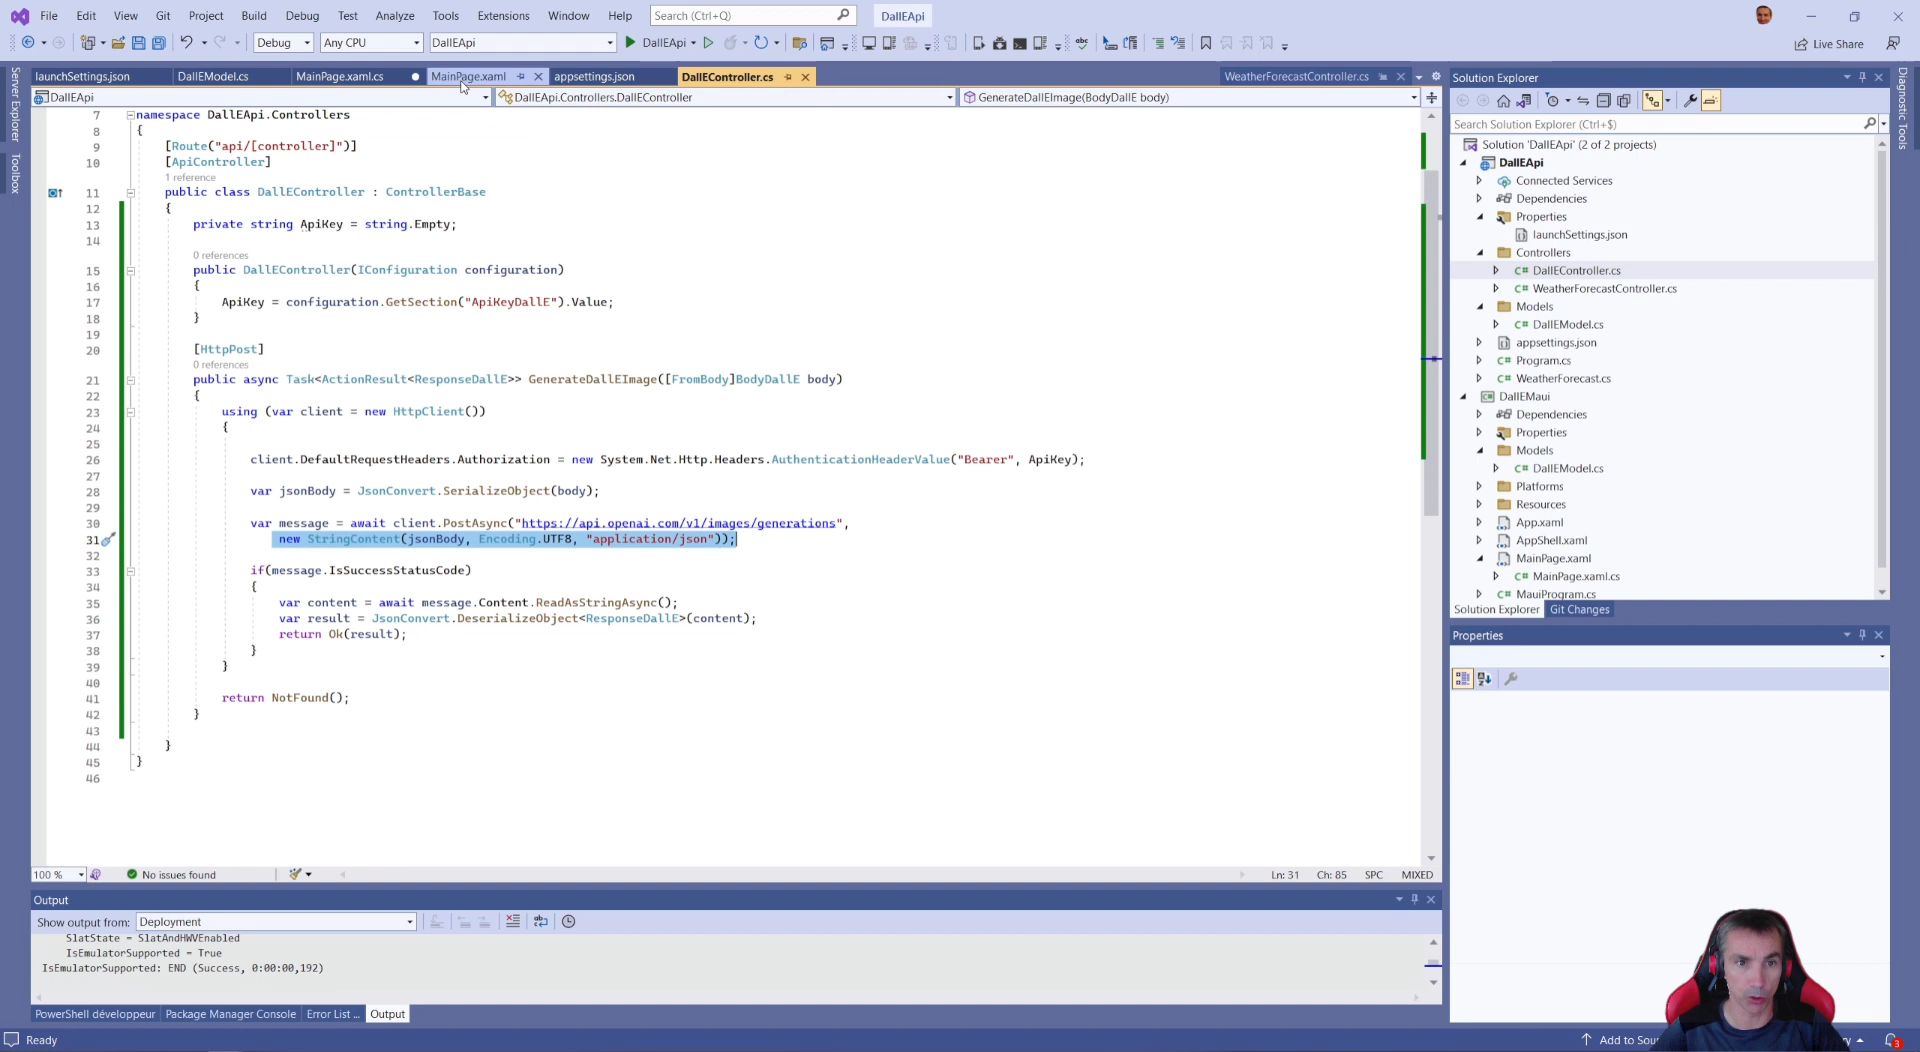 File Edit View Git Project Build Debug Test Analyze Tools Extensions Window Help Search (Ctrl+Q) DallEApi
Debug Any CPU DallEApi DallEApi Live Share
launchSettings.json DallEModel.cs MainPage.xaml.cs MainPage.xaml appsettings.json DallEController.cs WeatherForecastController.cs
DallEApi DallEApi.Controllers.DallEController GenerateDallEImage(BodyDallE body)
Server Explorer
Toolbox
7 namespace DallEApi.Controllers
8 {
9 [Route("api/[controller]")]
10 [ApiController]
1 reference
11 public class DallEController : ControllerBase
12 {
13 private string ApiKey = string.Empty;
14
0 references
15 public DallEController(IConfiguration configuration)
16 {
17 ApiKey = configuration.GetSection("ApiKeyDallE").Value;
18 }
19
20 [HttpPost]
0 references
21 public async Task<ActionResult<ResponseDallE>> GenerateDallEImage([FromBody]BodyDallE body)
22 {
23 using (var client = new HttpClient())
24 {
25
26 client.DefaultRequestHeaders.Authorization = new System.Net.Http.Headers.AuthenticationHeaderValue("Bearer", ApiKey);
27
28 var jsonBody = JsonConvert.SerializeObject(body);
29
30 var message = await client.PostAsync("https://api.openai.com/v1/images/generations",
31 new StringContent(jsonBody, Encoding.UTF8, "application/json"));
32
33 if(message.IsSuccessStatusCode)
34 {
35 var content = await message.Content.ReadAsStringAsync();
36 var result = JsonConvert.DeserializeObject<ResponseDallE>(content);
37 return Ok(result);
38 }
39 }
40
41 return NotFound();
42 }
43
44 }
45 }
46
100 % No issues found Ln: 31 Ch: 85 SPC MIXED
Output
Show output from: Deployment
SlatState = SlatAndHWVEnabled
IsEmulatorSupported = True
IsEmulatorSupported: END (Success, 0:00:00,192)
PowerShell développeur Package Manager Console Error List ... Output
Ready
Solution Explorer
Search Solution Explorer (Ctrl+$)
Solution 'DallEApi' (2 of 2 projects)
DallEApi
Connected Services
Dependencies
Properties
launchSettings.json
Controllers
C# DallEController.cs
C# WeatherForecastController.cs
Models
C# DallEModel.cs
appsettings.json
C# Program.cs
C# WeatherForecast.cs
DallEMaui
Dependencies
Properties
Models
C# DallEModel.cs
Platforms
Resources
App.xaml
AppShell.xaml
MainPage.xaml
C# MainPage.xaml.cs
C# MauiProgram.cs
Solution Explorer Git Changes
Properties
Diagnostic Tools
Add to Sou
3